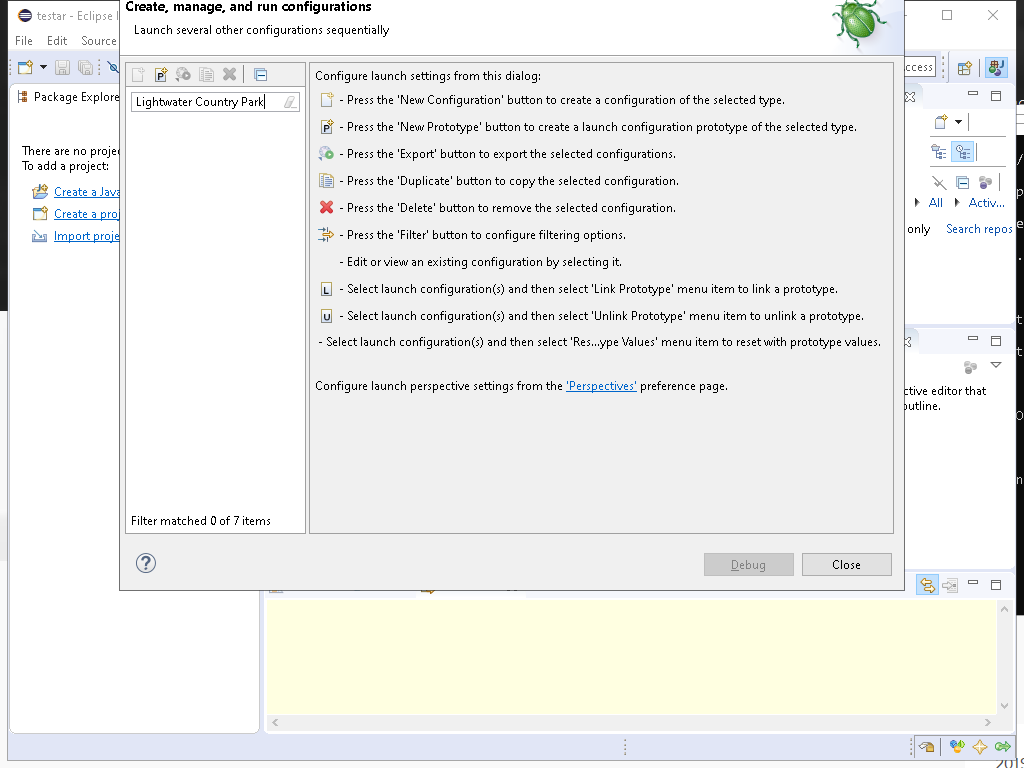 testar - Eclipse I
Create, manage, and run configurations
Launch several other configurations sequentially
File Edit Source
ccess
Package Explore
Lightwater Country Park
Configure launch settings from this dialog:
- Press the 'New Configuration' button to create a configuration of the selected type.
- Press the 'New Prototype' button to create a launch configuration prototype of the selected type.
- Press the 'Export' button to export the selected configurations.
- Press the 'Duplicate' button to copy the selected configuration.
- Press the 'Delete' button to remove the selected configuration.
- Press the 'Filter' button to configure filtering options.
- Edit or view an existing configuration by selecting it.
L - Select launch configuration(s) and then select 'Link Prototype' menu item to link a prototype.
U - Select launch configuration(s) and then select 'Unlink Prototype' menu item to unlink a prototype.
- Select launch configuration(s) and then select 'Res...ype Values' menu item to reset with prototype values.
Configure launch perspective settings from the 'Perspectives' preference page.
There are no projec
To add a project:
Create a Java
Create a proj
Import proje
All Activ...
only Search repos
ctive editor that
outline.
Filter matched 0 of 7 items
Debug Close
2019